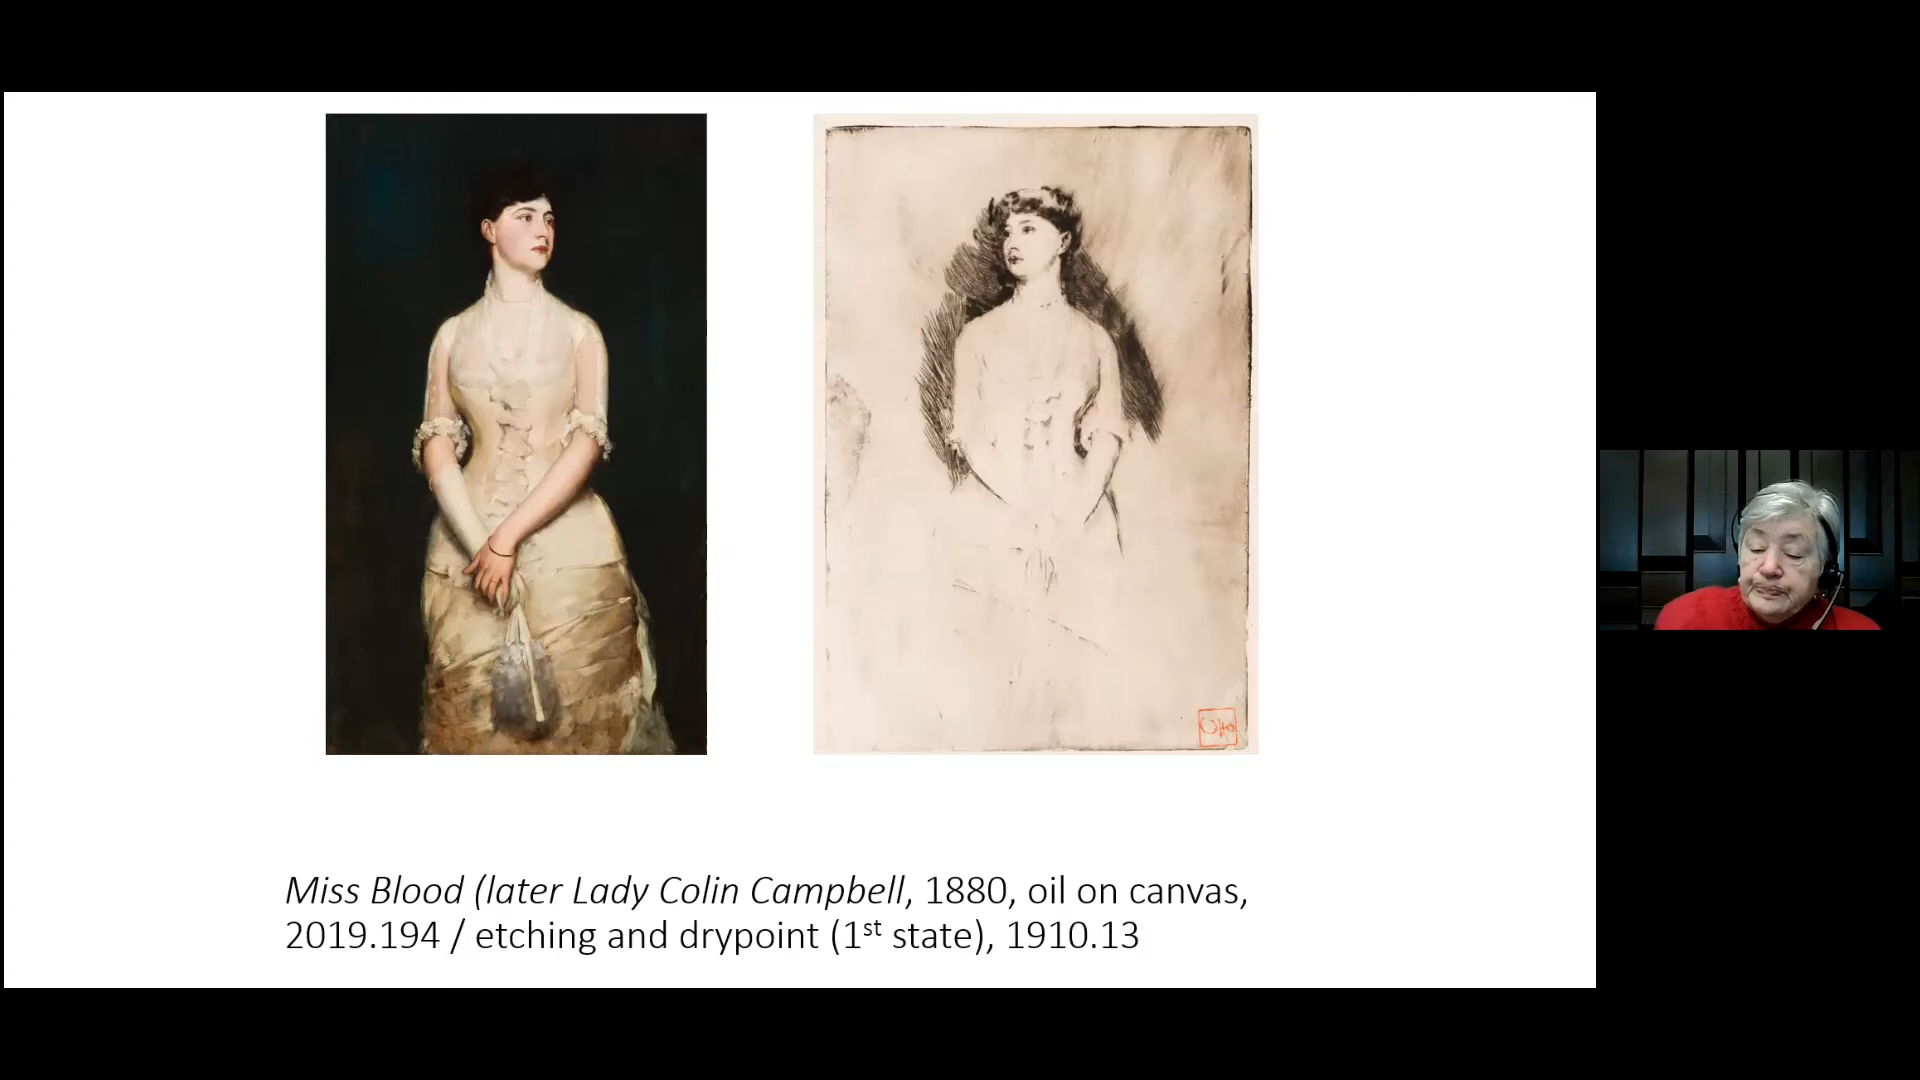 Miss Blood (later Lady Colin Campbell, 1880, oil on canvas,
2019.194 / etching and drypoint (1st state), 1910.13